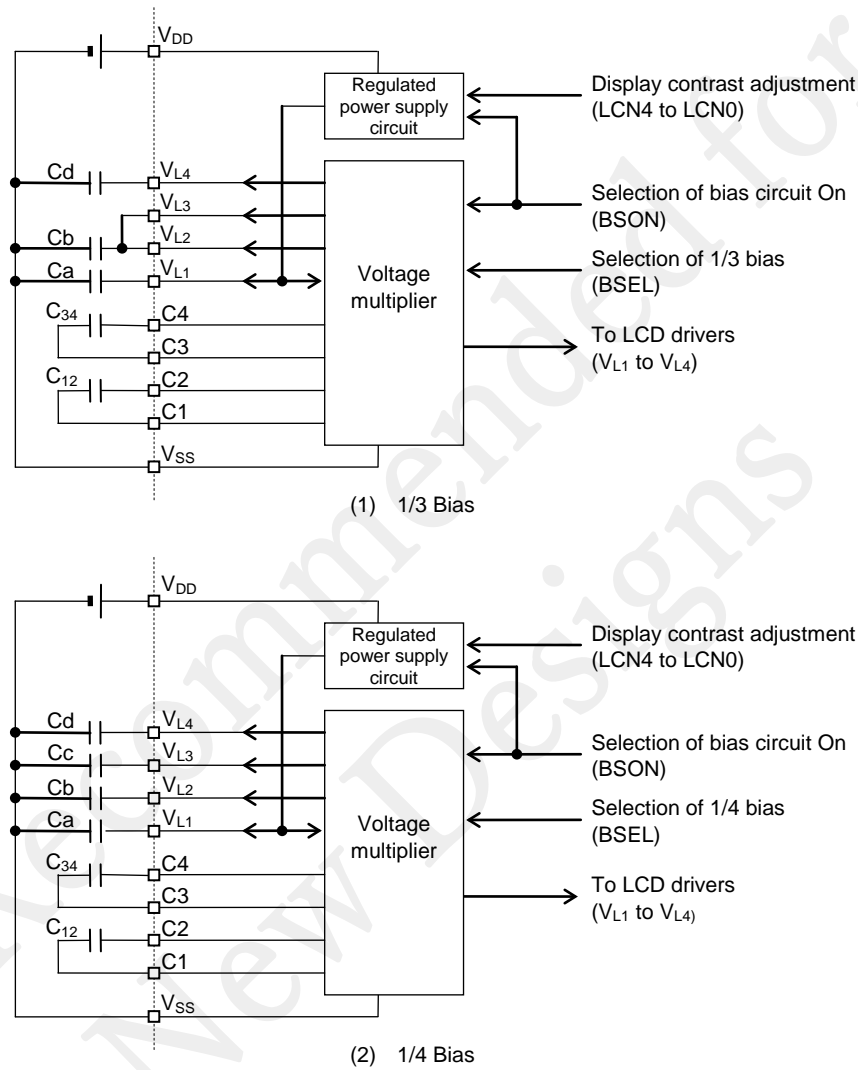 VDD
Regulated
power supply
circuit
Display contrast adjustment
(LCN4 to LCN0)
Cd
VL4
VL3
Cb
VL2
Ca
VL1
Voltage
multiplier
Selection of bias circuit On
(BSON)
Selection of 1/3 bias
(BSEL)
To LCD drivers
(VL1 to VL4)
C34
C4
C3
C12
C2
C1
VSS
(1) 1/3 Bias
VDD
Regulated
power supply
circuit
Display contrast adjustment
(LCN4 to LCN0)
Cd
VL4
Cc
VL3
Cb
VL2
Ca
VL1
Voltage
multiplier
Selection of bias circuit On
(BSON)
Selection of 1/4 bias
(BSEL)
To LCD drivers
(VL1 to VL4)
C34
C4
C3
C12
C2
C1
VSS
(2) 1/4 Bias
Recommended for
New Designs